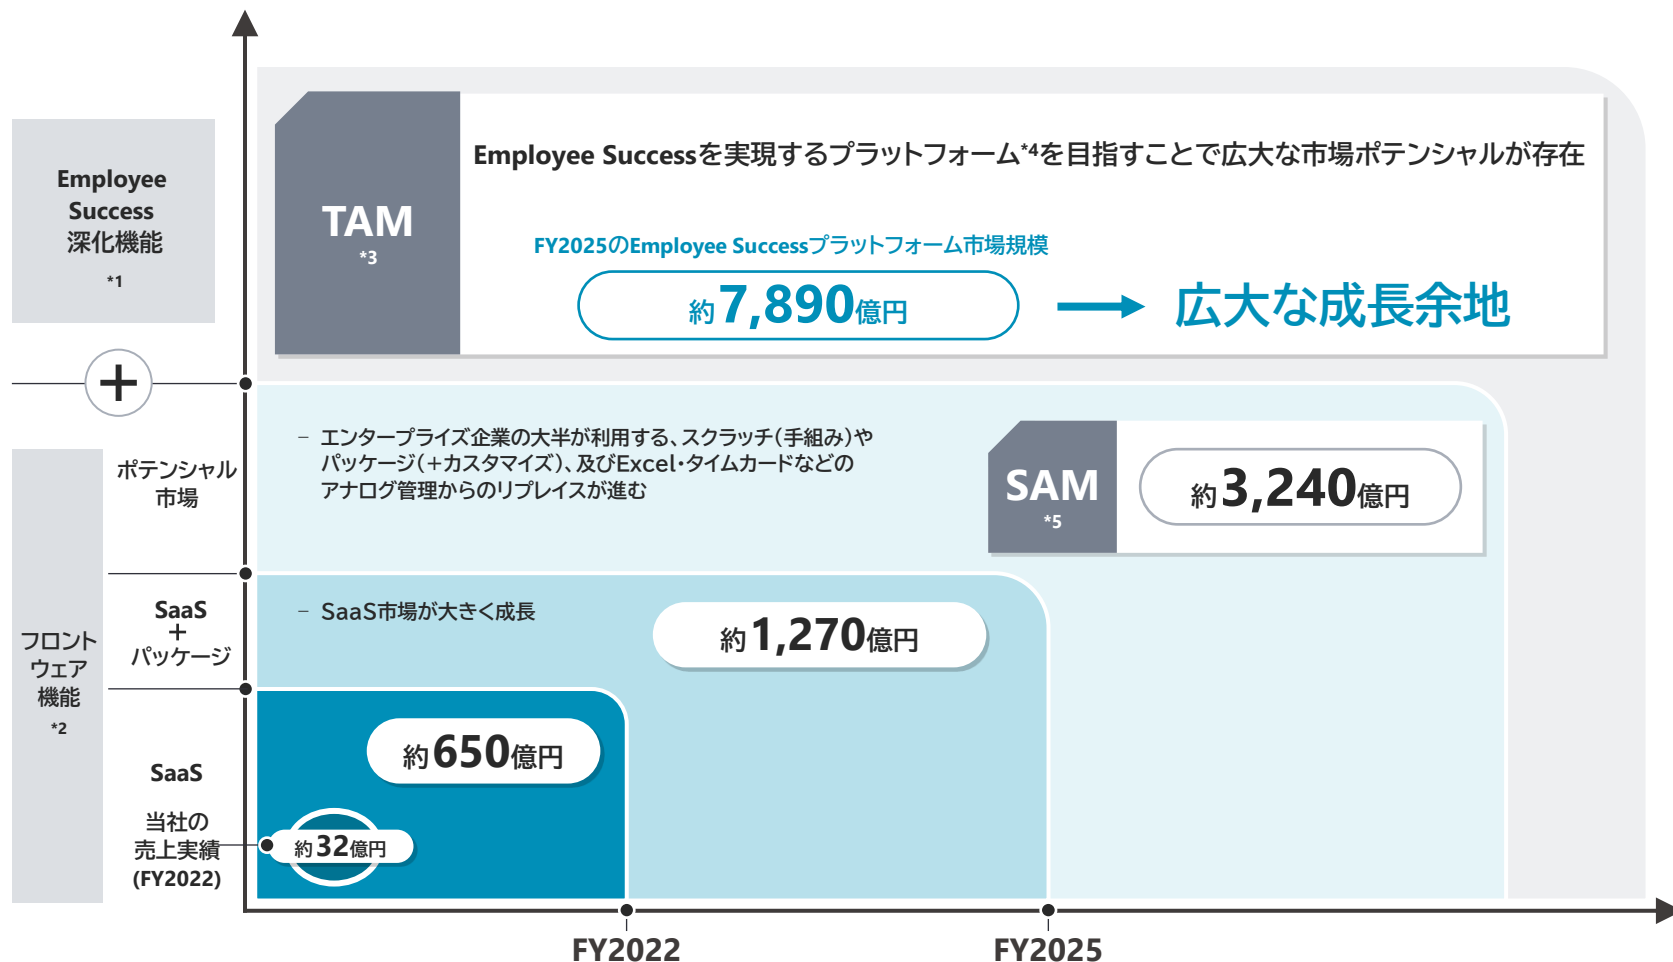 Employee
Success
深化機能
*1
TAM
*3
Employee Successを実現するプラットフォーム*4を目指すことで広大な市場ポテンシャルが存在
FY2025のEmployee Successプラットフォーム市場規模
約7,890億円
広大な成長余地
+
ポテンシャル
市場
– エンタープライズ企業の大半が利用する、スクラッチ（手組み）や
パッケージ（+カスタマイズ）、及びExcel・タイムカードなどの
アナログ管理からのリプレイスが進む
SAM
*5
約3,240億円
フロント
ウェア
機能
*2
SaaS
+
パッケージ
– SaaS市場が大きく成長
約1,270億円
SaaS
約650億円
当社の
売上実績
(FY2022)
約32億円
FY2022
FY2025